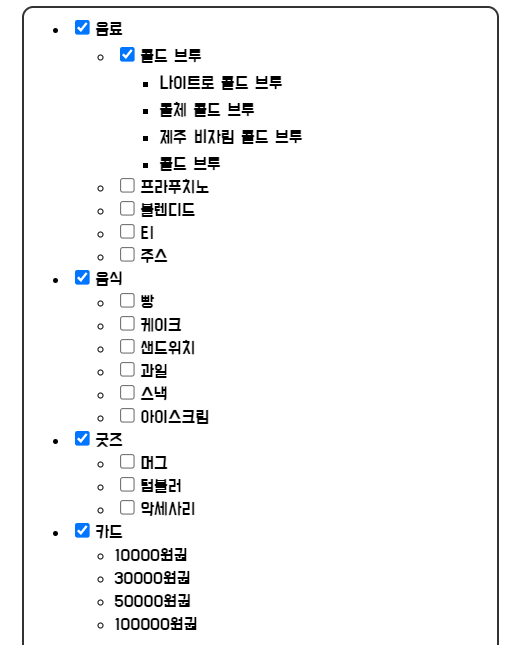 음료
콜드 브루
나이트로 콜드 브루
돌체 콜드 브루
제주 비자림 콜드 브루
콜드 브루
프라푸치노
블렌디드
티
주스
음식
빵
케이크
샌드위치
과일
스낵
아이스크림
굿즈
머그
텀블러
악세사리
카드
10000원권
30000원권
50000원권
100000원권